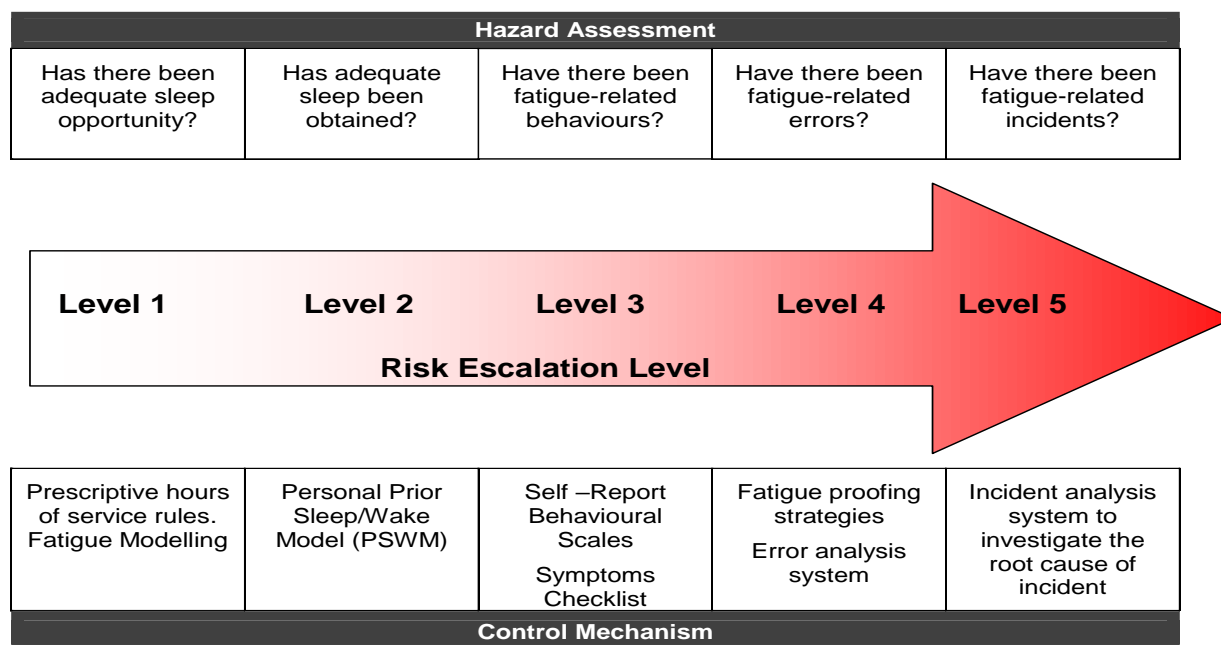 Hazard Assessment
Has there been
adequate sleep
opportunity?
Has adequate
sleep been
obtained?
Have there been
fatigue-related
behaviours?
Have there been
fatigue-related
errors?
Have there been
fatigue-related
incidents?
Level 1
Level 2
Level 3
Level 4
Level 5
Risk Escalation Level
Prescriptive hours
of service rules.
Fatigue Modelling
Personal Prior
Sleep/Wake
Model (PSWM)
Self –Report
Behavioural
Scales
Symptoms
Checklist
Fatigue proofing
strategies
Error analysis
system
Incident analysis
system to
investigate the
root cause of
incident
Control Mechanism